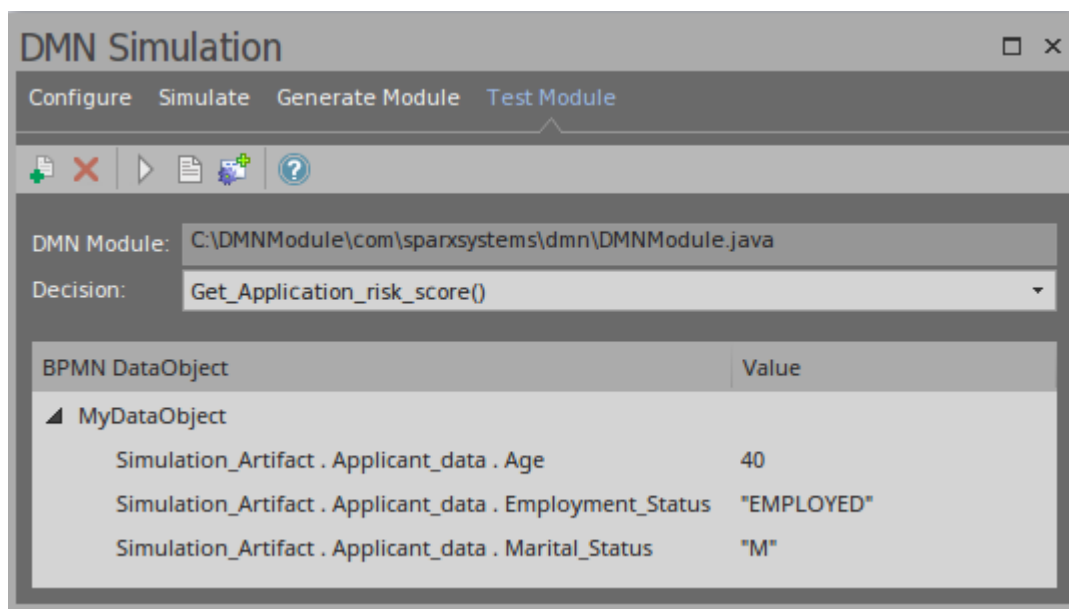 DMN Simulation
Configure Simulate Generate Module Test Module
DMN Module: C:\DMNModule\com\sparxsystems\dmn\DMNModule.java
Decision: Get_Application_risk_score()
BPMN DataObject Value
MyDataObject
Simulation_Artifact . Applicant_data . Age 40
Simulation_Artifact . Applicant_data . Employment_Status "EMPLOYED"
Simulation_Artifact . Applicant_data . Marital_Status "M"